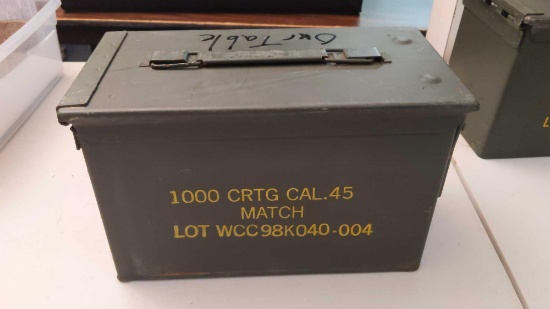 Our Table
1000 CRTG CAL.45
MATCH
LOT WCC98K040-004